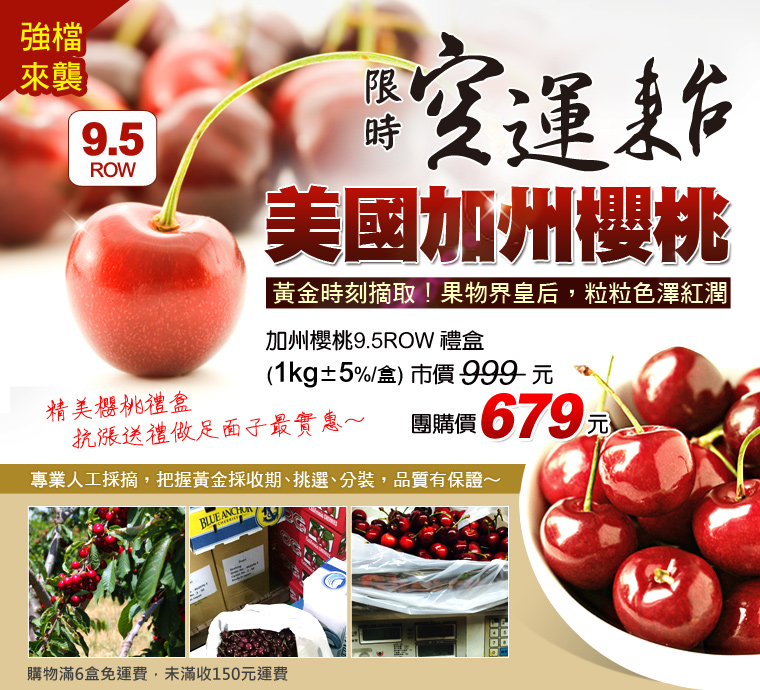 強檔
來襲
9.5
ROW
限時
空運來台
美國加州櫻桃
黃金時刻摘取！果物界皇后，粒粒色澤紅潤
加州櫻桃9.5ROW 禮盒
(1kg±5%/盒) 市價 999 元
團購價 679 元
精美櫻桃禮盒
抗漲送禮做足面子最實惠～
專業人工採摘，把握黃金採收期、挑選、分裝，品質有保證～
BLUE ANCHOR
購物滿6盒免運費．未滿收150元運費